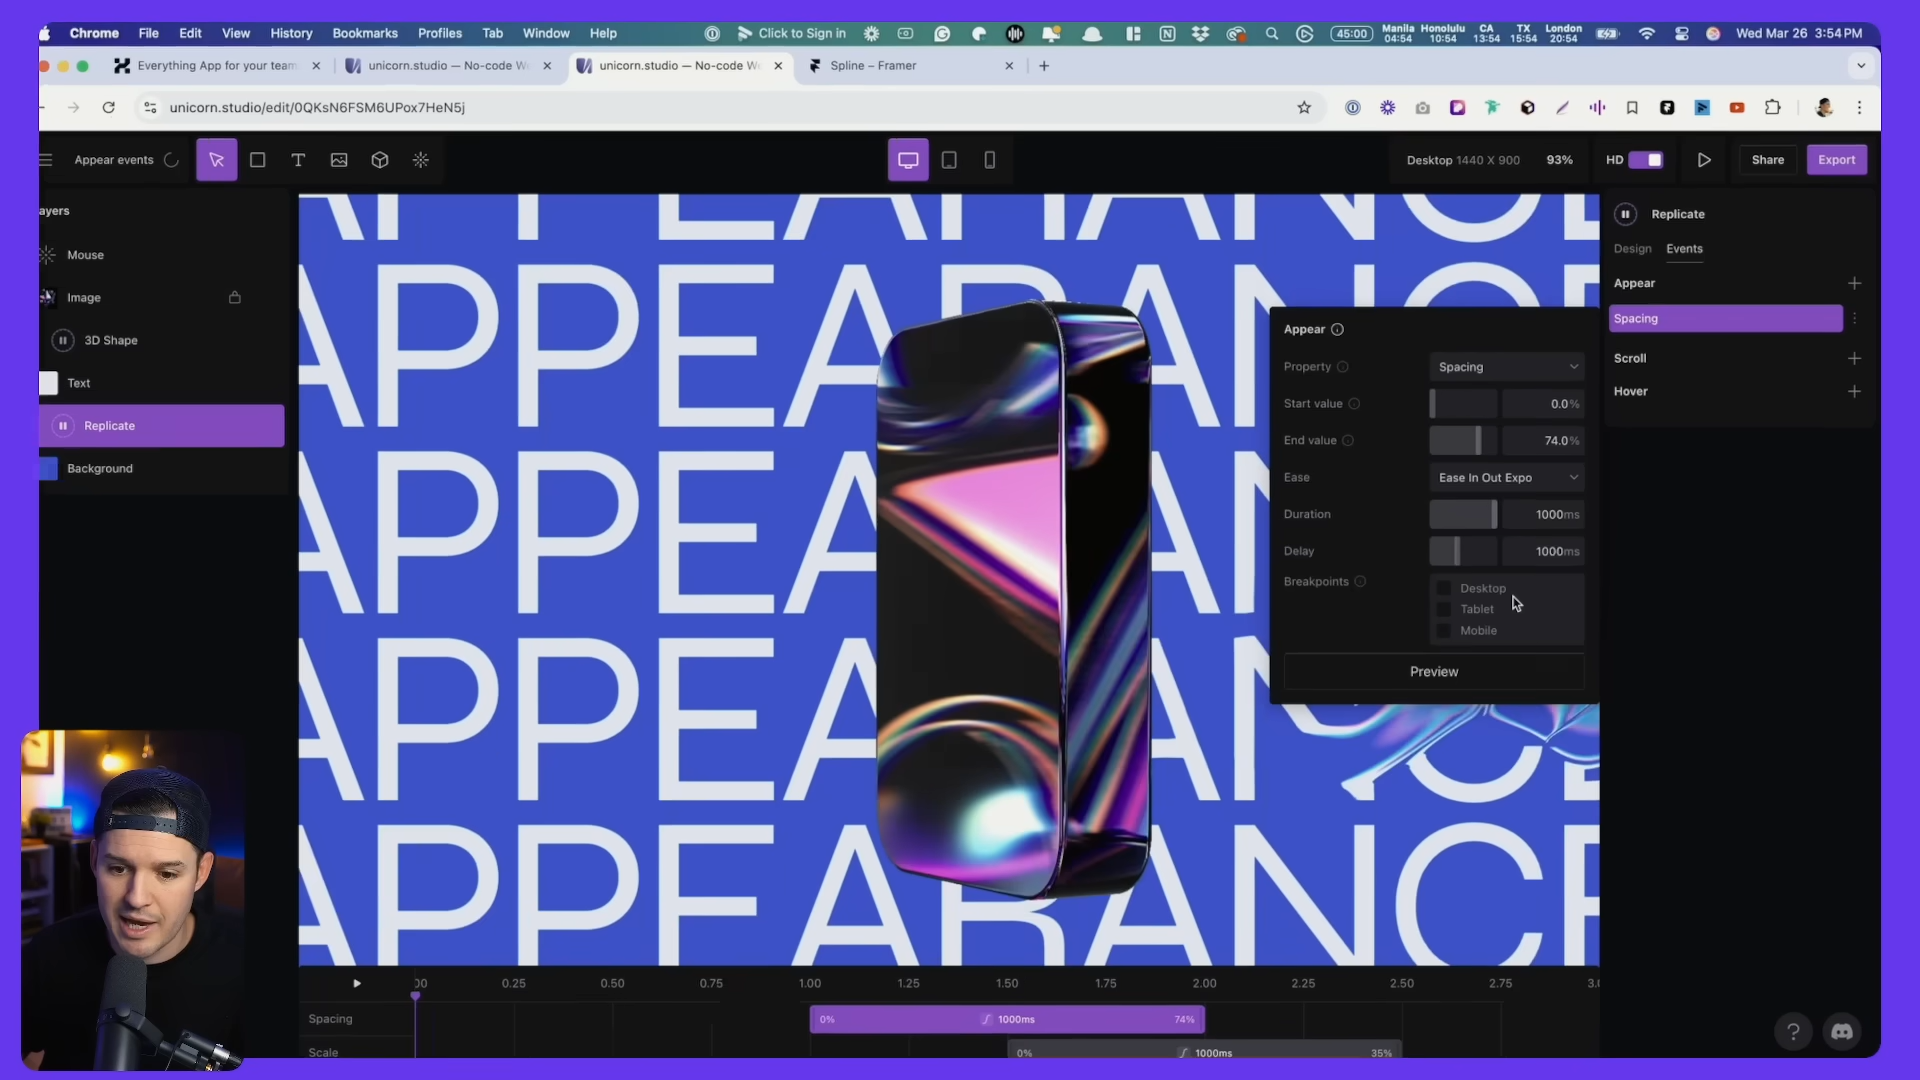 Chrome File Edit View History Bookmarks Profiles Tab Window Help
Click to Sign in
45:00
Manila 04:54
Honolulu 10:54
CA 13:54
TX 15:54
London 20:54
Wed Mar 26 3:54 PM
Everything App for your team
unicorn.studio — No-code W
unicorn.studio — No-code W
Spline – Framer
unicorn.studio/edit/0QKsN6FSM6UPox7HeN5j
Appear events
T
Desktop 1440 X 900
93%
HD
Share
Export
ayers
Mouse
Image
3D Shape
Text
Replicate
Background
APPEARANCE
APPEARANC
APPEARANC
APPEARANCE
APPEARANCE
Replicate
Design Events
Appear
Spacing
Scroll
Hover
Appear
Property Spacing
Start value 0.0%
End value 74.0%
Ease Ease In Out Expo
Duration 1000ms
Delay 1000ms
Breakpoints Desktop
Tablet
Mobile
Preview
00 0.25 0.50 0.75 1.00 1.25 1.50 1.75 2.00 2.25 2.50 2.75 3.0
Spacing 0% 1000ms 74%
Scale 0% 1000ms 35%
?